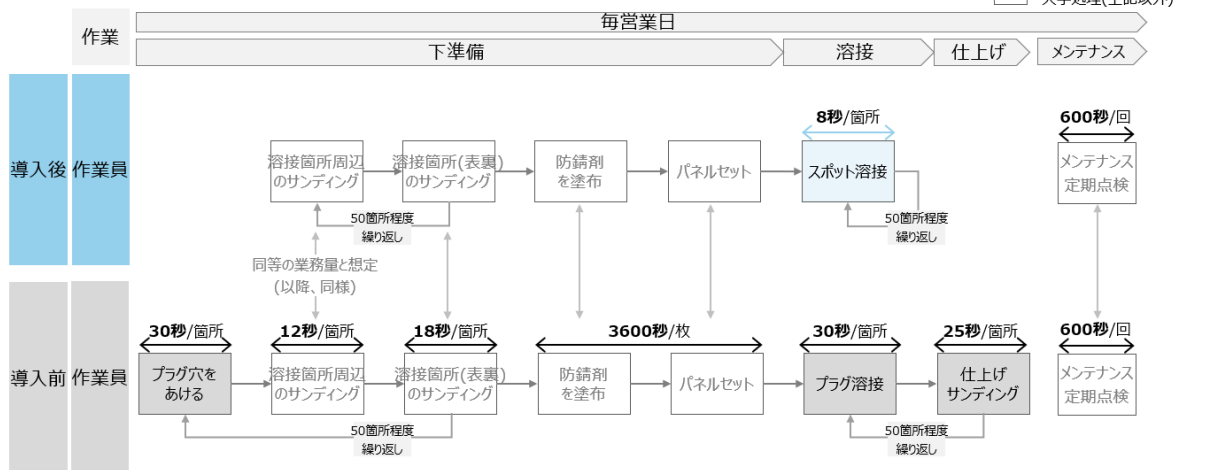 人手処理(上記以外)
作業
毎営業日
下準備
溶接
仕上げ
メンテナンス
導入後
作業員
8秒/箇所
600秒/回
溶接箇所周辺
のサンディング
溶接箇所(表裏)
のサンディング
防錆剤
を塗布
パネルセット
スポット溶接
メンテナンス
定期点検
50箇所程度
繰り返し
50箇所程度
繰り返し
同等の業務量と想定
(以降、同様)
導入前
作業員
30秒/箇所
12秒/箇所
18秒/箇所
3600秒/枚
30秒/箇所
25秒/箇所
600秒/回
プラグ穴を
あける
溶接箇所周辺
のサンディング
溶接箇所(表裏)
のサンディング
防錆剤
を塗布
パネルセット
プラグ溶接
仕上げ
サンディング
メンテナンス
定期点検
50箇所程度
繰り返し
50箇所程度
繰り返し